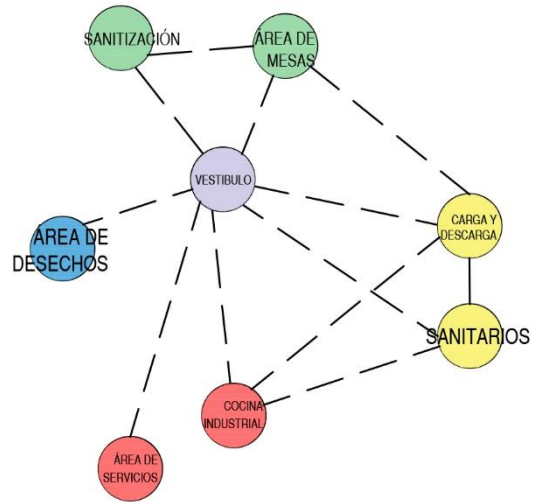 SANITIZACIÓN
ÁREA DE
MESAS
VESTIBULO
CARGA Y
DESCARGA
ÁREA DE
DESECHOS
SANITARIOS
COCINA
INDUSTRIAL
ÁREA DE
SERVICIOS